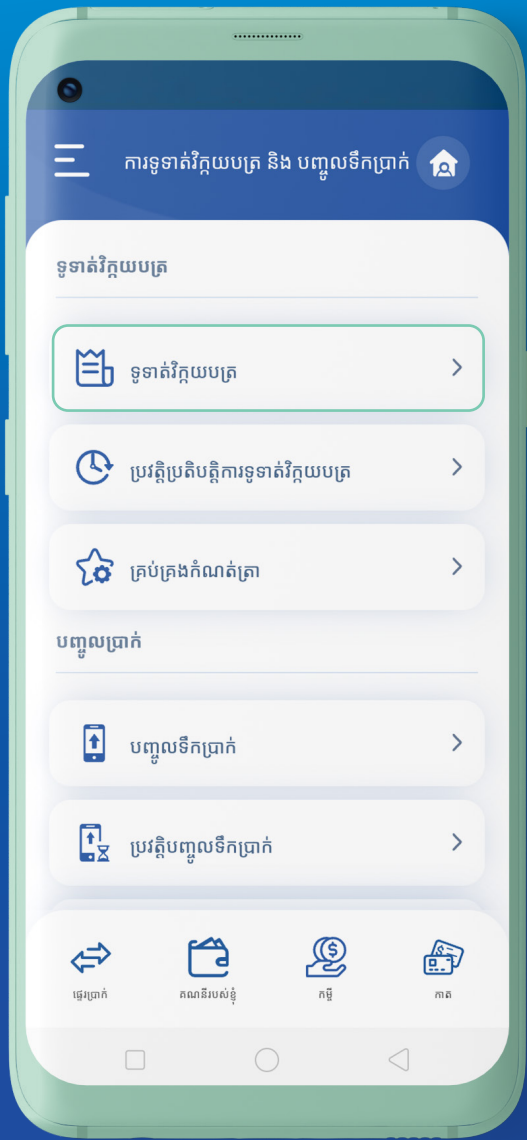 ការទូទាត់វិក្កយបត្រ និង បញ្ចូលទឹកប្រាក់
ទូទាត់វិក្កយបត្រ
ទូទាត់វិក្កយបត្រ
ប្រវត្តិប្រតិបត្តិការទូទាត់វិក្កយបត្រ
គ្រប់គ្រងកំណត់ត្រា
បញ្ចូលប្រាក់
បញ្ចូលទឹកប្រាក់
ប្រវត្តិបញ្ចូលទឹកប្រាក់
ផ្ទេរប្រាក់
គណនីរបស់ខ្ញុំ
កម្ចី
កាត